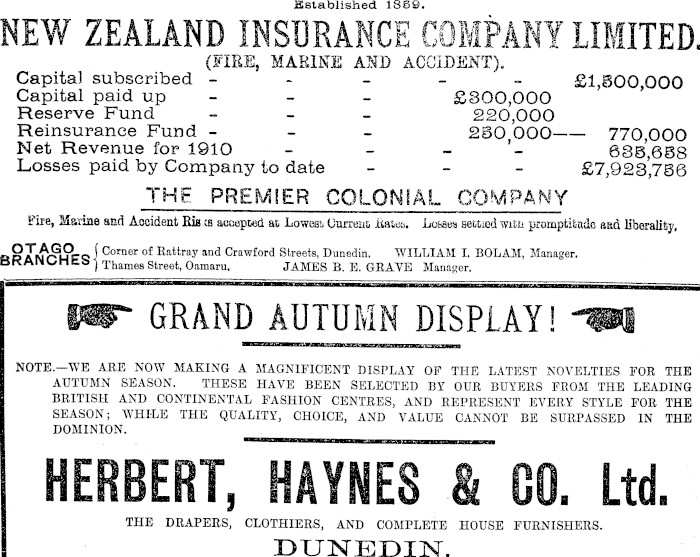 Established 1859.
NEW ZEALAND INSURANCE COMPANY LIMITED.
(FIRE, MARINE AND ACCIDENT).
Capital subscribed - - - - - £1,500,000
Capital paid up - - - £300,000
Reserve Fund - - - 220,000
Reinsurance Fund - - - 250,000—— 770,000
Net Revenue for 1910 - - - - 635,658
Losses paid by Company to date - - - £7,923,756
THE PREMIER COLONIAL COMPANY
Fire, Marine and Accident Risks accepted at Lowest Current Rates. Losses settled with promptitude and liberality.
OTAGO BRANCHES { Corner of Rattray and Crawford Streets, Dunedin. WILLIAM I. BOLAM, Manager.
Thames Street, Oamaru, JAMES B. E. GRAVE Manager.
GRAND AUTUMN DISPLAY!
NOTE.—WE ARE NOW MAKING A MAGNIFICENT DISPLAY OF THE LATEST NOVELTIES FOR THE
AUTUMN SEASON. THESE HAVE BEEN SELECTED BY OUR BUYERS FROM THE LEADING
BRITISH AND CONTINENTAL FASHION CENTRES, AND REPRESENT EVERY STYLE FOR THE
SEASON; WHILE THE QUALITY, CHOICE, AND VALUE CANNOT BE SURPASSED IN THE
DOMINION.
HERBERT, HAYNES & CO. Ltd.
THE DRAPERS, CLOTHIERS, AND COMPLETE HOUSE FURNISHERS.
DUNEDIN.